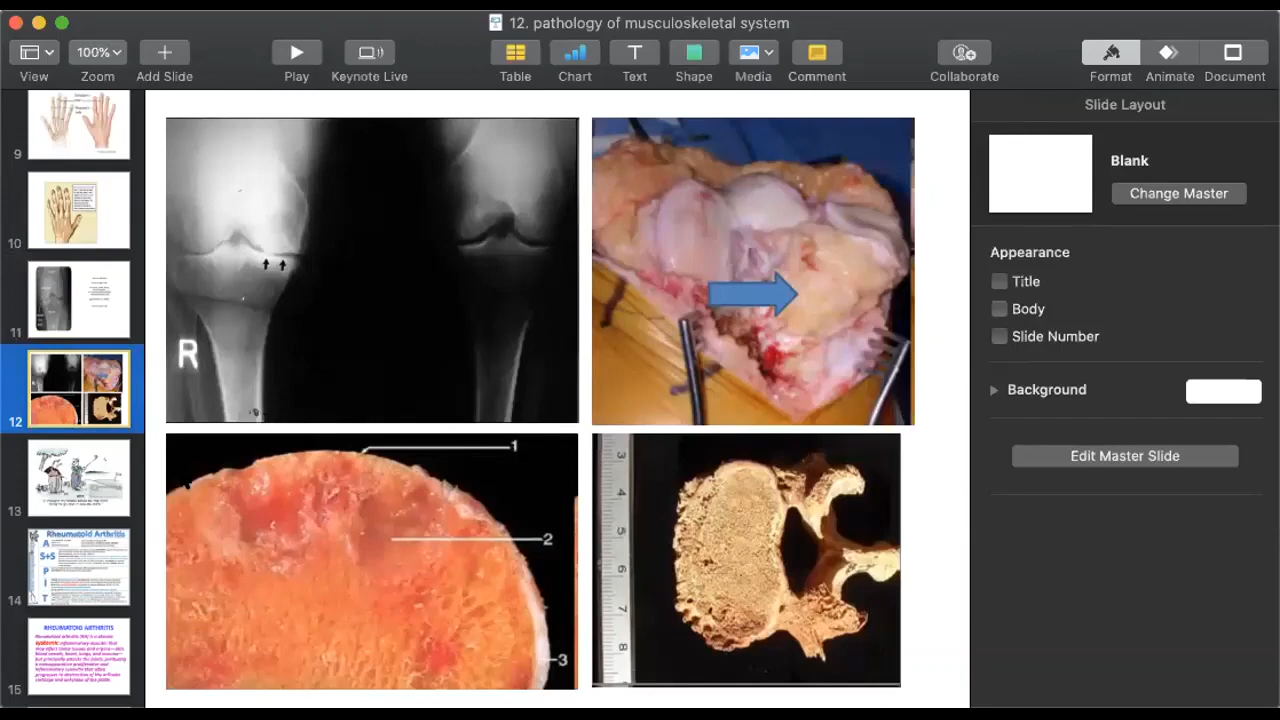 12. pathology of musculoskeletal system
100%
View
Zoom
Add Slide
Play
Keynote Live
Table
Chart
Text
Shape
Media
Comment
Collaborate
Format
Animate
Document
9
10
11
12
13
14
Rheumatoid Arthritis
A
S+S
P
I
T
15
RHEUMATOID ARTHRITIS
R
1
2
3
3
4
5
6
7
8
Slide Layout
Blank
Change Master
Appearance
Title
Body
Slide Number
Background
Edit Master Slide